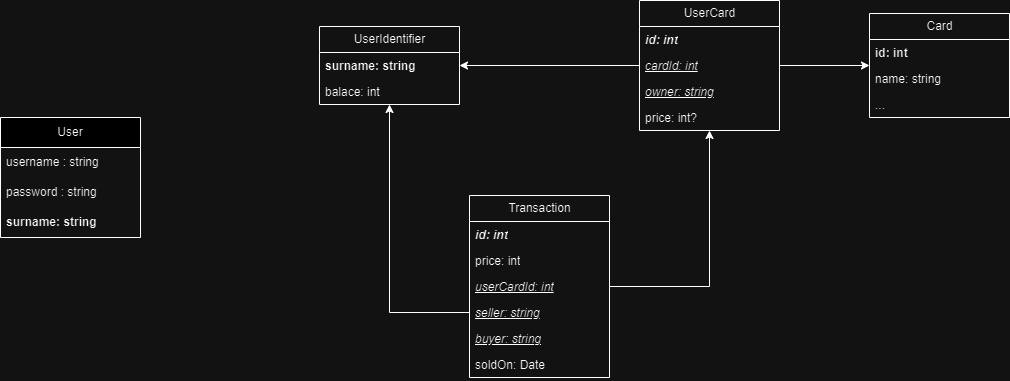 User
username : string
password : string
surname: string
UserIdentifier
surname: string
balace: int
UserCard
id: int
cardId: int
owner: string
price: int?
Card
id: int
name: string
...
Transaction
id: int
price: int
userCardId: int
seller: string
buyer: string
soldOn: Date